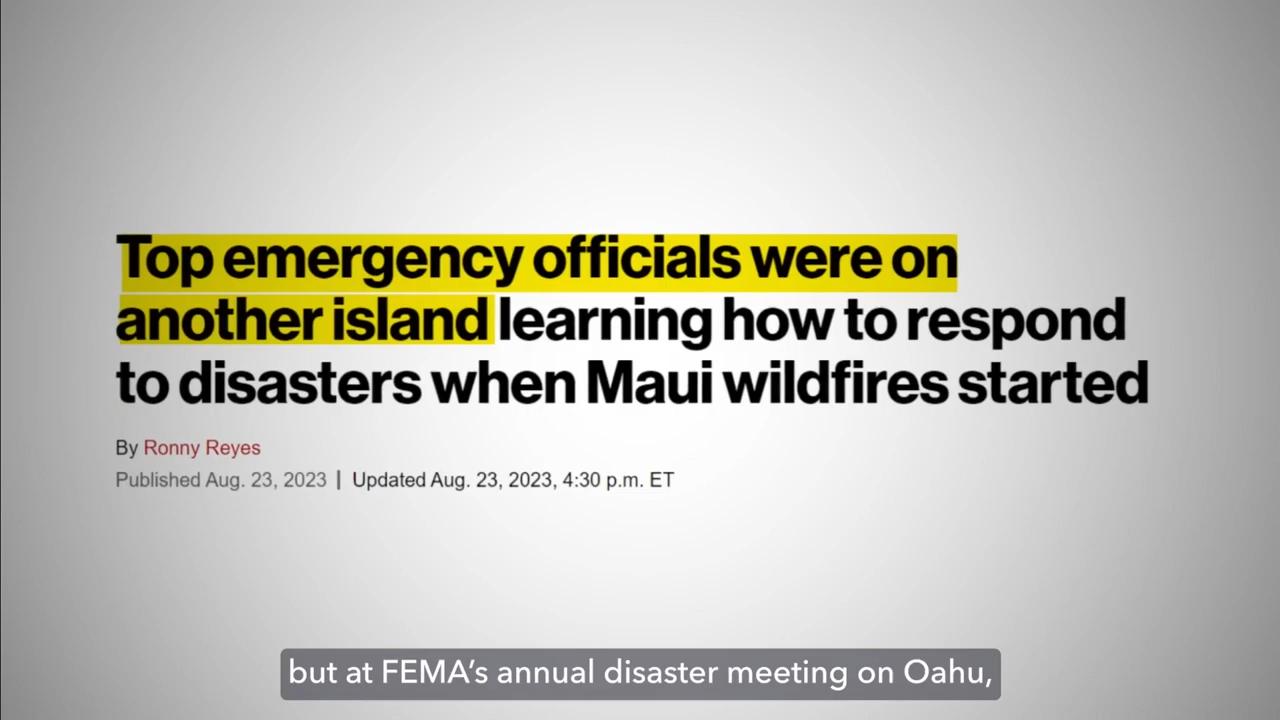 Top emergency officials were on
another island learning how to respond
to disasters when Maui wildfires started
By Ronny Reyes
Published Aug. 23, 2023 | Updated Aug. 23, 2023, 4:30 p.m. ET
but at FEMA’s annual disaster meeting on Oahu,